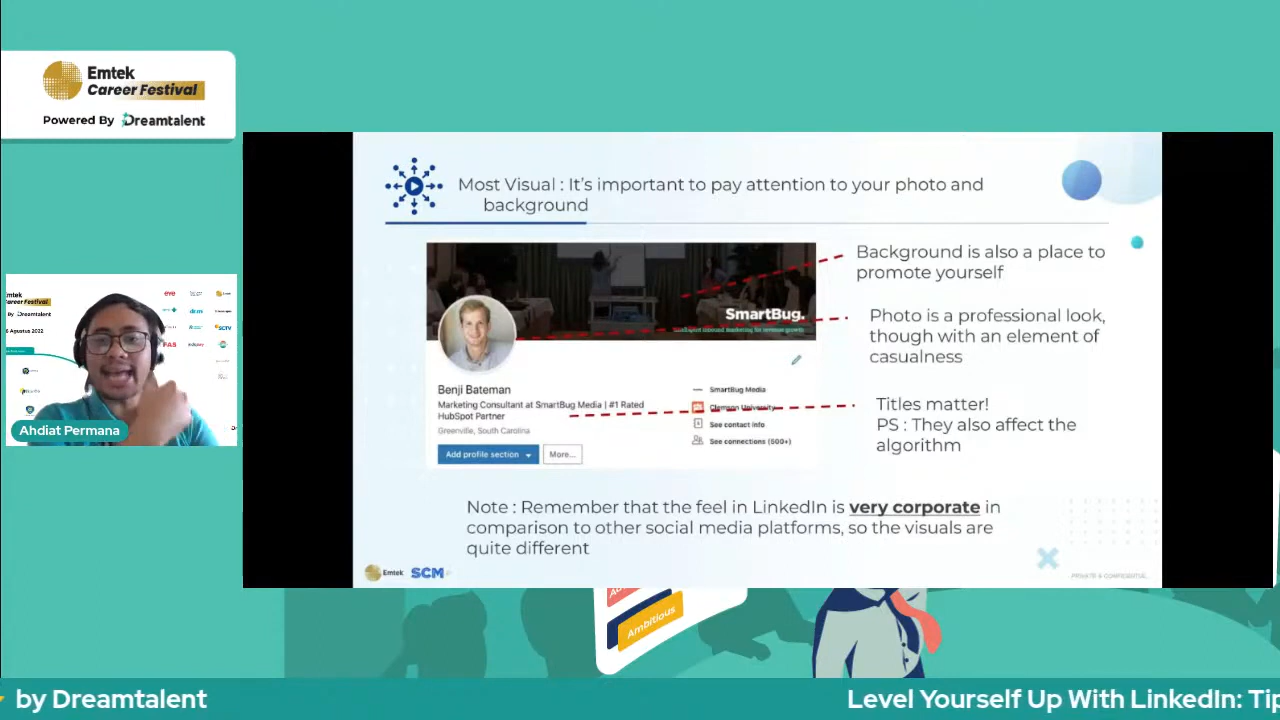 Emtek
Career Festival
Powered By Dreamtalent
Most Visual : It's important to pay attention to your photo and
background
SmartBug.
Background is also a place to
promote yourself
Photo is a professional look,
though with an element of
casualness
Benji Bateman
Marketing Consultant at SmartBug Media | #1 Rated
HubSpot Partner
Greenville, South Carolina
Add profile section
More...
SmartBug Media
Clemson University
See contact info
See connections (500+)
Titles matter!
PS : They also affect the
algorithm
Note : Remember that the feel in LinkedIn is very corporate in
comparison to other social media platforms, so the visuals are
quite different
Emtek SCM
PRIVATE & CONFIDENTIAL
Ahdiat Permana
Ambitious
by Dreamtalent
Level Yourself Up With LinkedIn: Tip